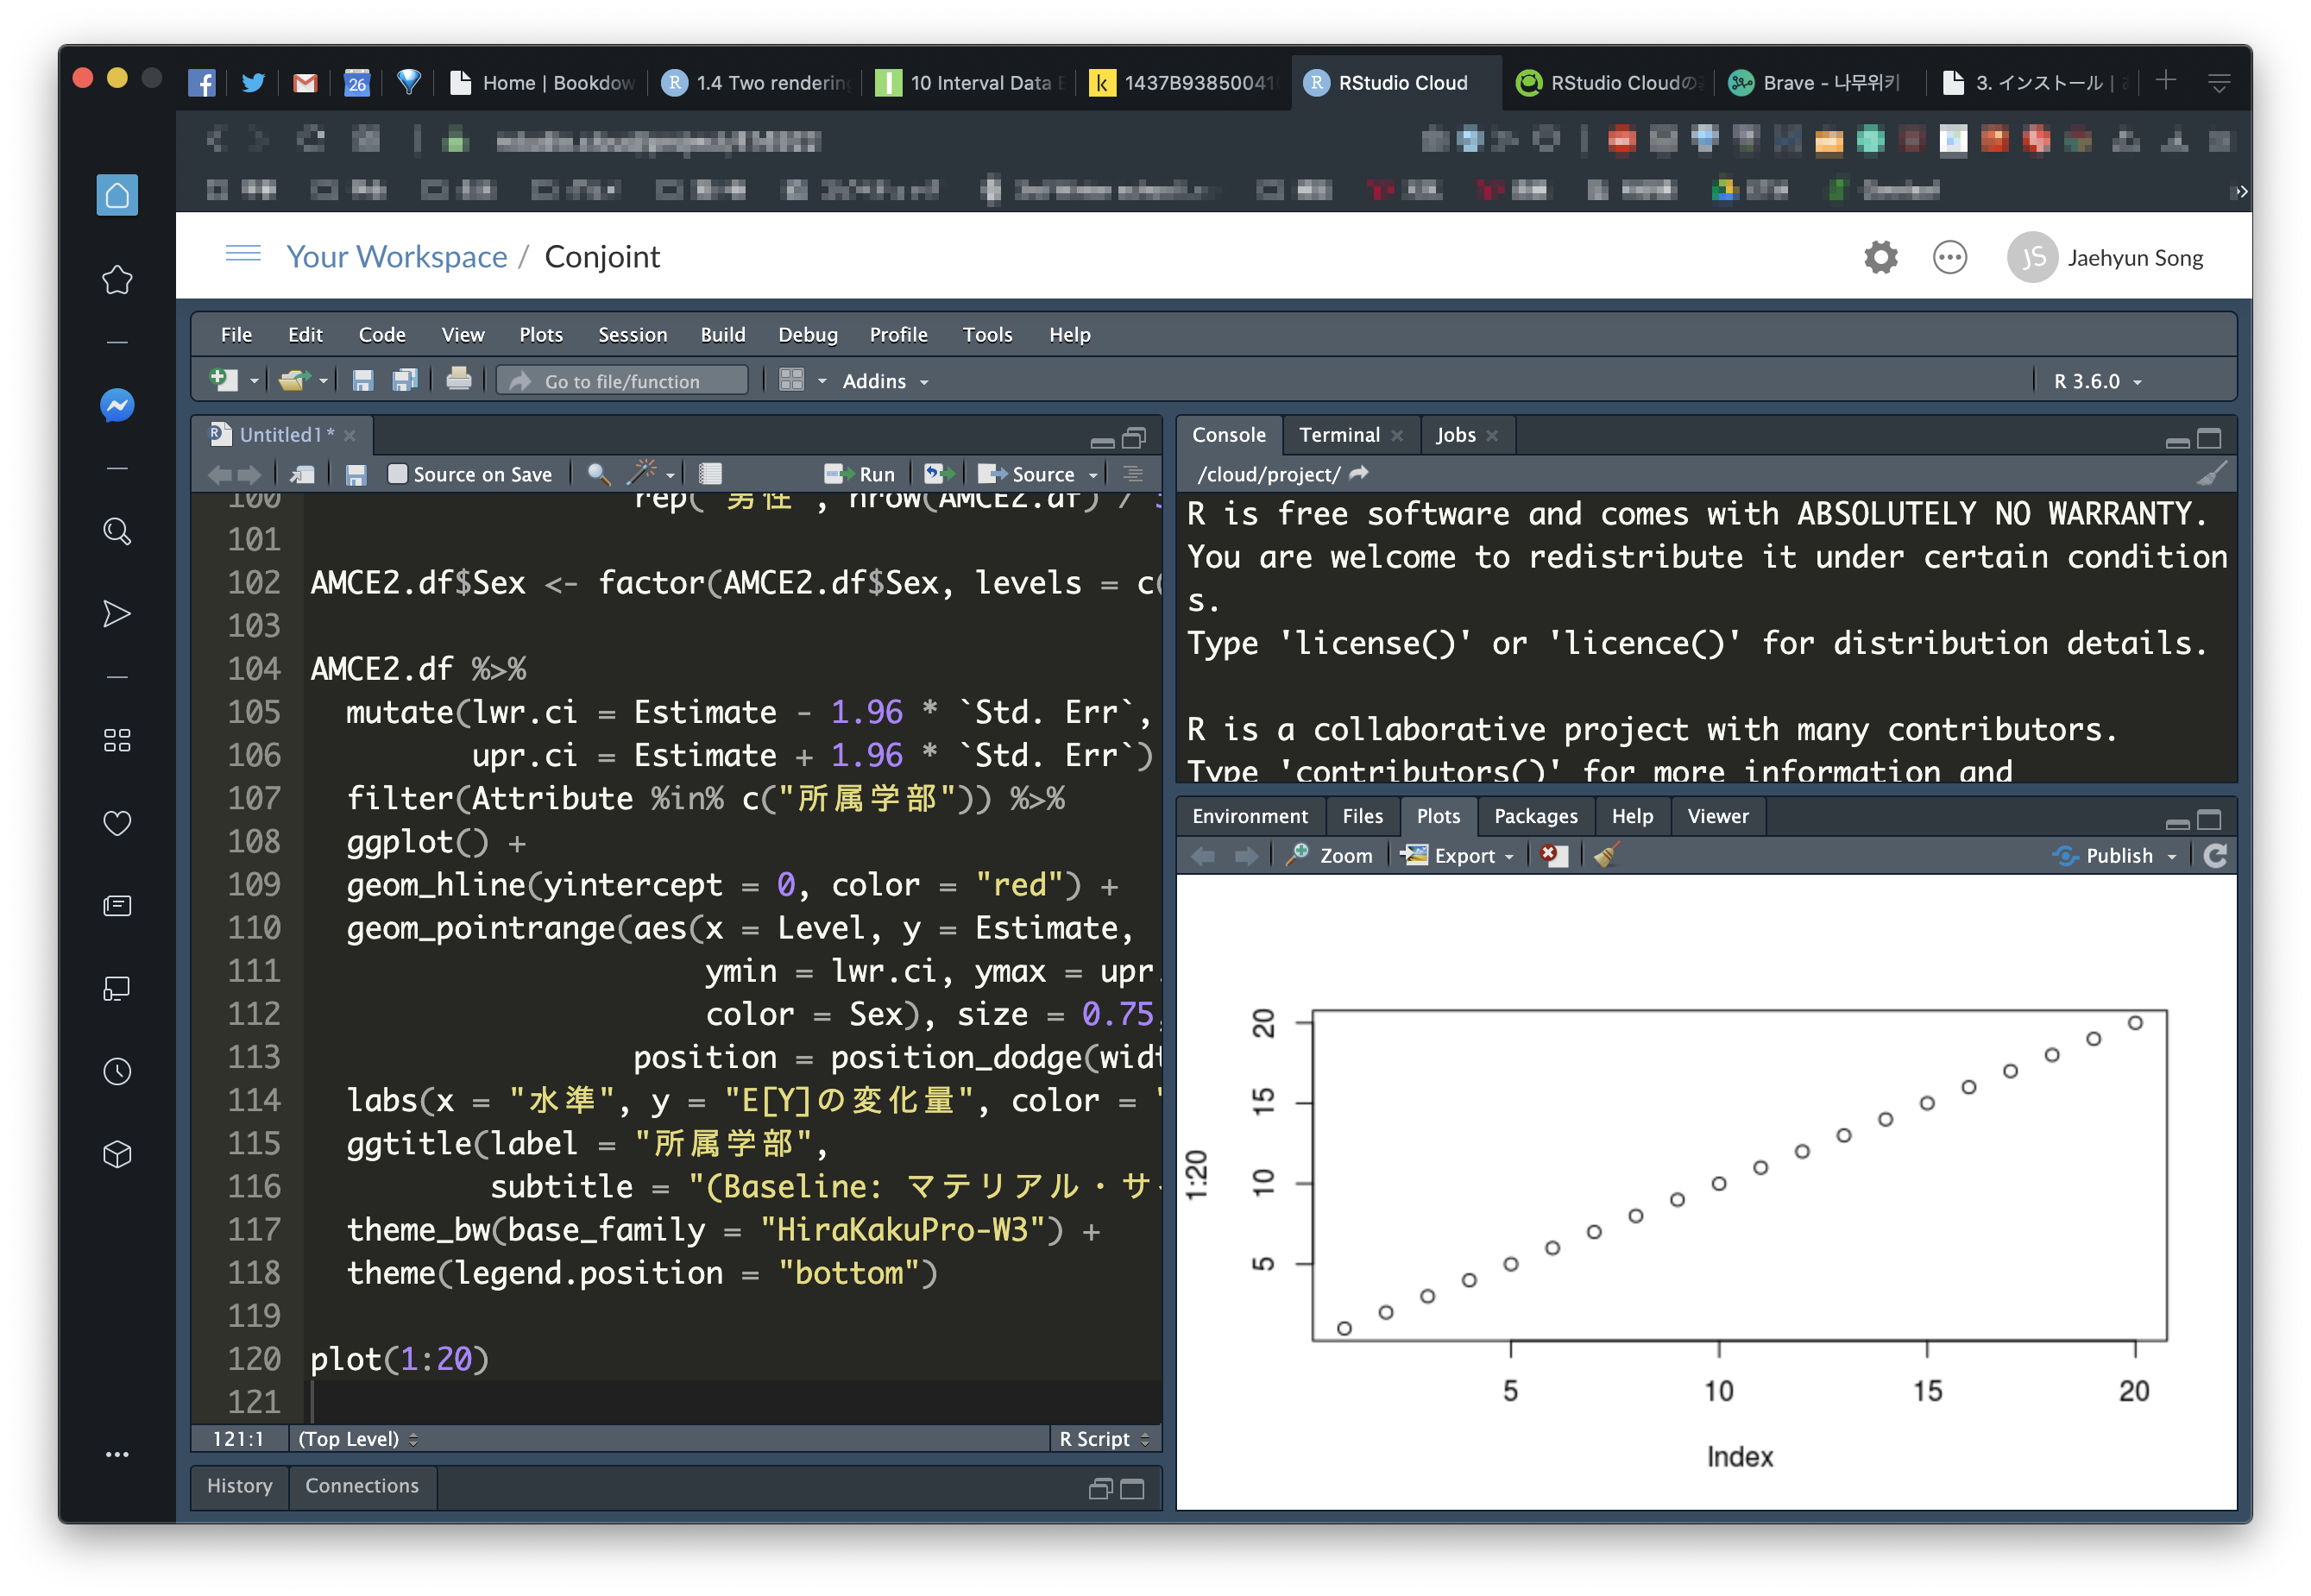 26
Home | Bookdow
1.4 Two rendering
10 Interval Data
1437B9385004
RStudio Cloud
RStudio Cloudの
Brave - 나무위키
3. インストール |
Your Workspace / Conjoint
JS Jaehyun Song
File Edit Code View Plots Session Build Debug Profile Tools Help
Go to file/function
Addins
R 3.6.0
Untitled1*
Source on Save
Run
Source
100 rep("男性", nrow(AMCE2.df) /
101
102 AMCE2.df$Sex <- factor(AMCE2.df$Sex, levels = c(
103
104 AMCE2.df %>%
105 mutate(lwr.ci = Estimate - 1.96 * `Std. Err`,
106 upr.ci = Estimate + 1.96 * `Std. Err`)
107 filter(Attribute %in% c("所属学部")) %>%
108 ggplot() +
109 geom_hline(yintercept = 0, color = "red") +
110 geom_pointrange(aes(x = Level, y = Estimate,
111 ymin = lwr.ci, ymax = upr.
112 color = Sex), size = 0.75,
113 position = position_dodge(widt
114 labs(x = "水準", y = "E[Y]の変化量", color = "
115 ggtitle(label = "所属学部",
116 subtitle = "(Baseline: マテリアル・サ
117 theme_bw(base_family = "HiraKakuPro-W3") +
118 theme(legend.position = "bottom")
119
120 plot(1:20)
121
121:1 (Top Level) R Script
History Connections
Console Terminal Jobs
/cloud/project/
R is free software and comes with ABSOLUTELY NO WARRANTY.
You are welcome to redistribute it under certain condition
s.
Type 'license()' or 'licence()' for distribution details.
R is a collaborative project with many contributors.
Type 'contributors()' for more information and
Environment Files Plots Packages Help Viewer
Zoom Export Publish
20
15
10
5
1:20
5 10 15 20
Index